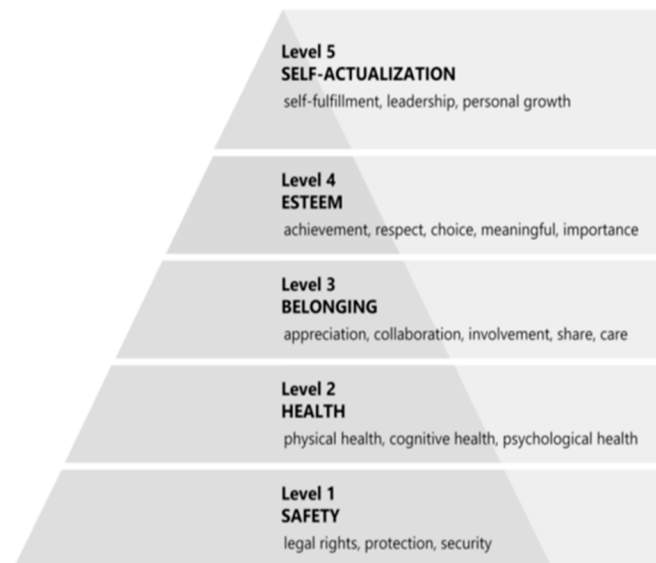 Level 5
SELF-ACTUALIZATION
self-fulfillment, leadership, personal growth
Level 4
ESTEEM
achievement, respect, choice, meaningful, importance
Level 3
BELONGING
appreciation, collaboration, involvement, share, care
Level 2
HEALTH
physical health, cognitive health, psychological health
Level 1
SAFETY
legal rights, protection, security